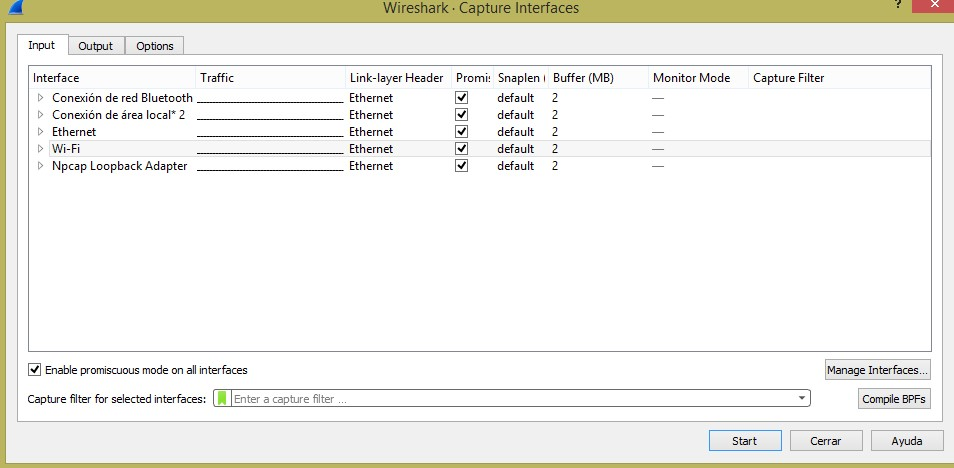 Wireshark · Capture Interfaces
? ×
Input Output Options
Interface Traffic Link-layer Header Promis Snaplen ( Buffer (MB) Monitor Mode Capture Filter
Conexión de red Bluetooth Ethernet default 2 —
Conexión de área local* 2 Ethernet default 2 —
Ethernet Ethernet default 2 —
Wi-Fi Ethernet default 2 —
Npcap Loopback Adapter Ethernet default 2 —
Enable promiscuous mode on all interfaces Manage Interfaces...
Capture filter for selected interfaces: Enter a capture filter ... Compile BPFs
Start Cerrar Ayuda